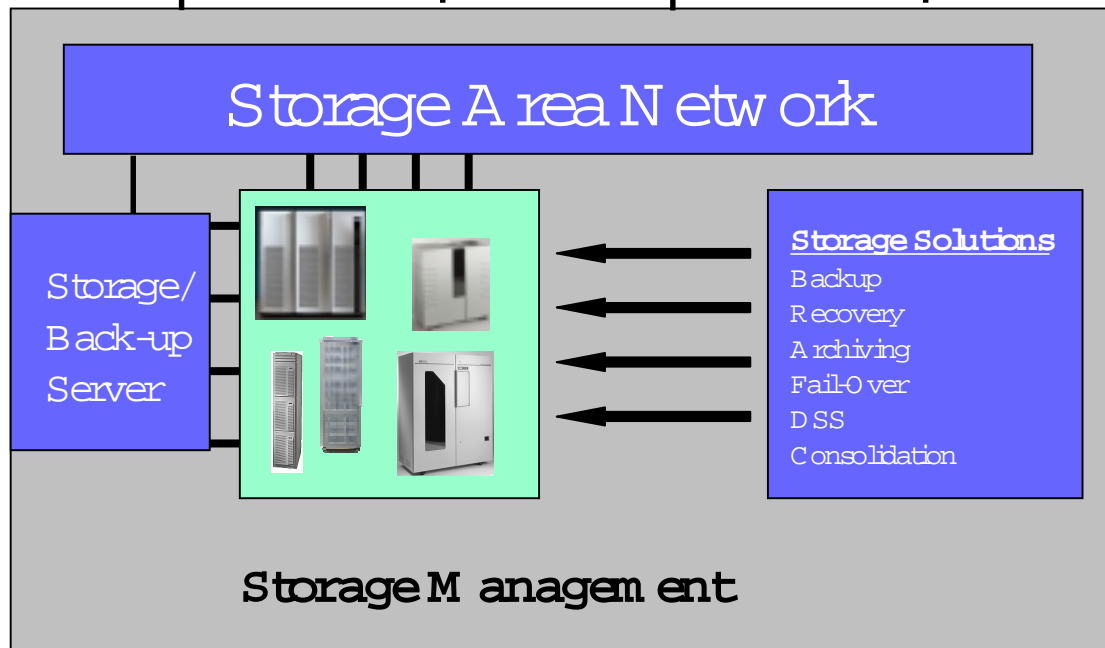 Storage Area Network
Storage/
Back-up
Server
Storage Solutions
Backup
Recovery
Archiving
Fail-Over
DSS
Consolidation
Storage Management